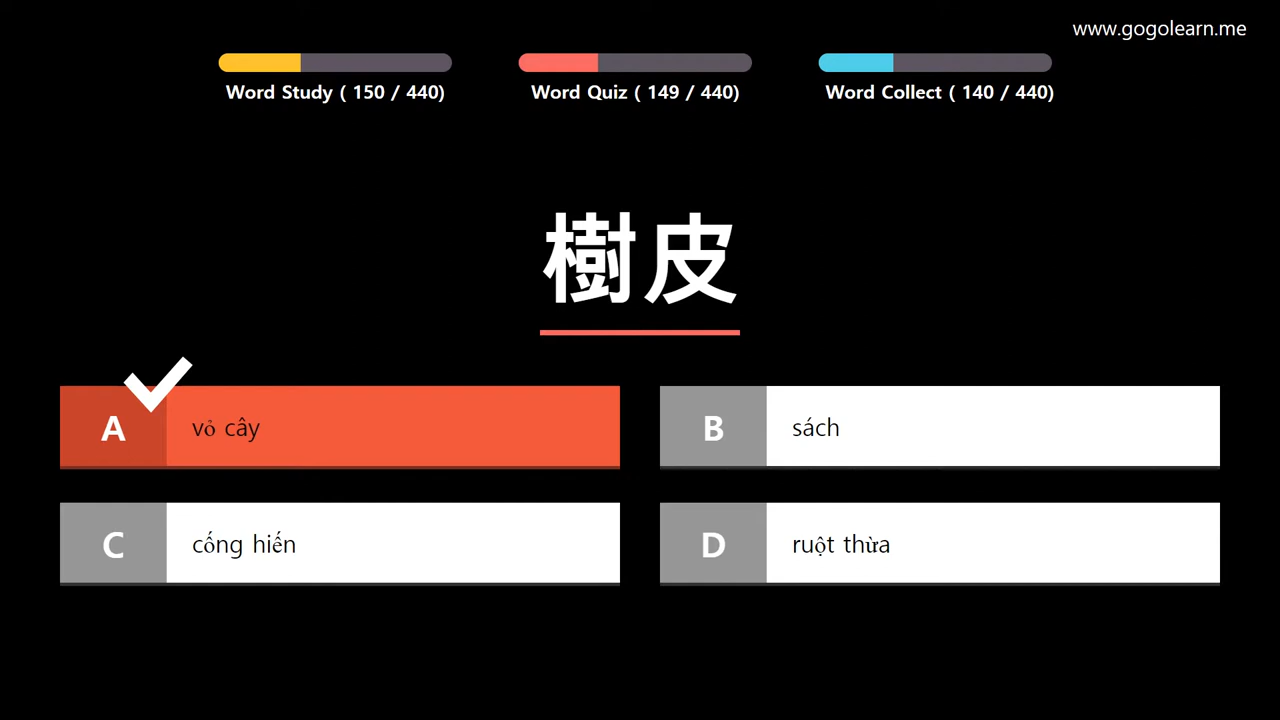 www.gogolearn.me
Word Study ( 150 / 440)
Word Quiz ( 149 / 440)
Word Collect ( 140 / 440)
樹皮
A vỏ cây
B sách
C cống hiến
D ruột thừa